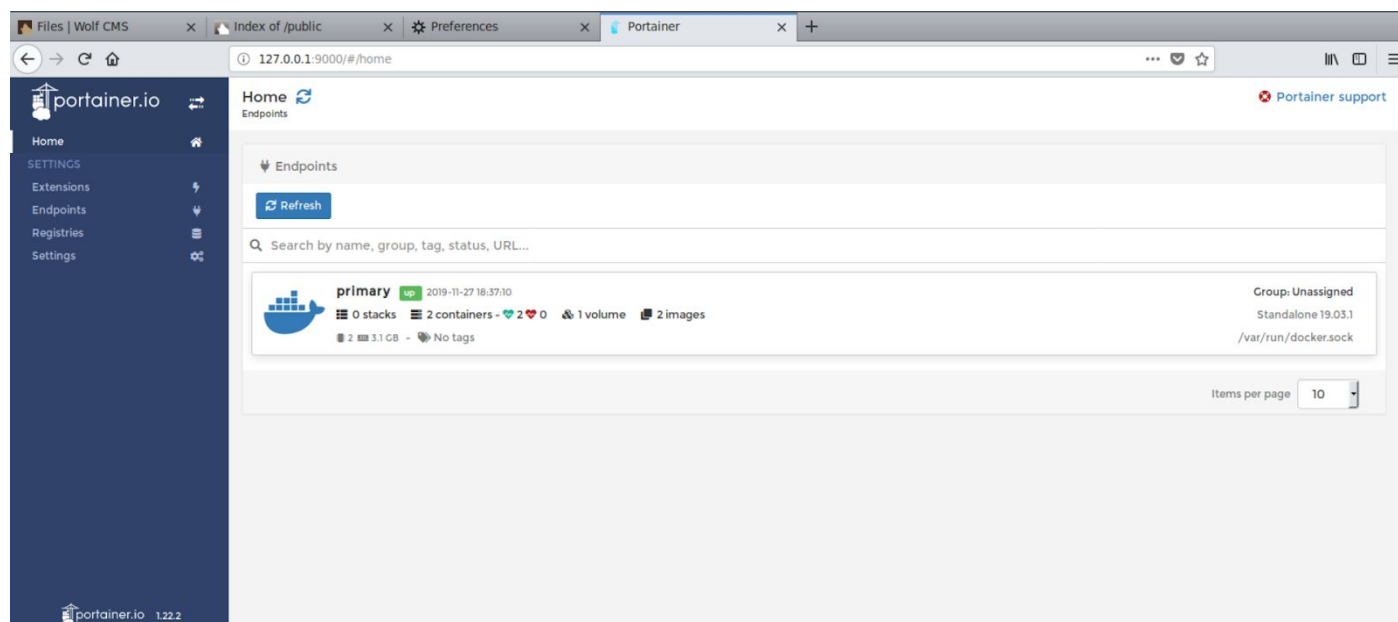 Files | Wolf CMS
Index of /public
Preferences
Portainer
127.0.0.1:9000/#/home
portainer.io
Home
Endpoints
Portainer support
Home
SETTINGS
Extensions
Endpoints
Registries
Settings
Endpoints
Refresh
Search by name, group, tag, status, URL...
primary up 2019-11-27 18:37:10
Group: Unassigned
0 stacks 2 containers - 2 0 1 volume 2 images
Standalone 19.03.1
2 3.1 GB - No tags
/var/run/docker.sock
Items per page 10
portainer.io 1.22.2